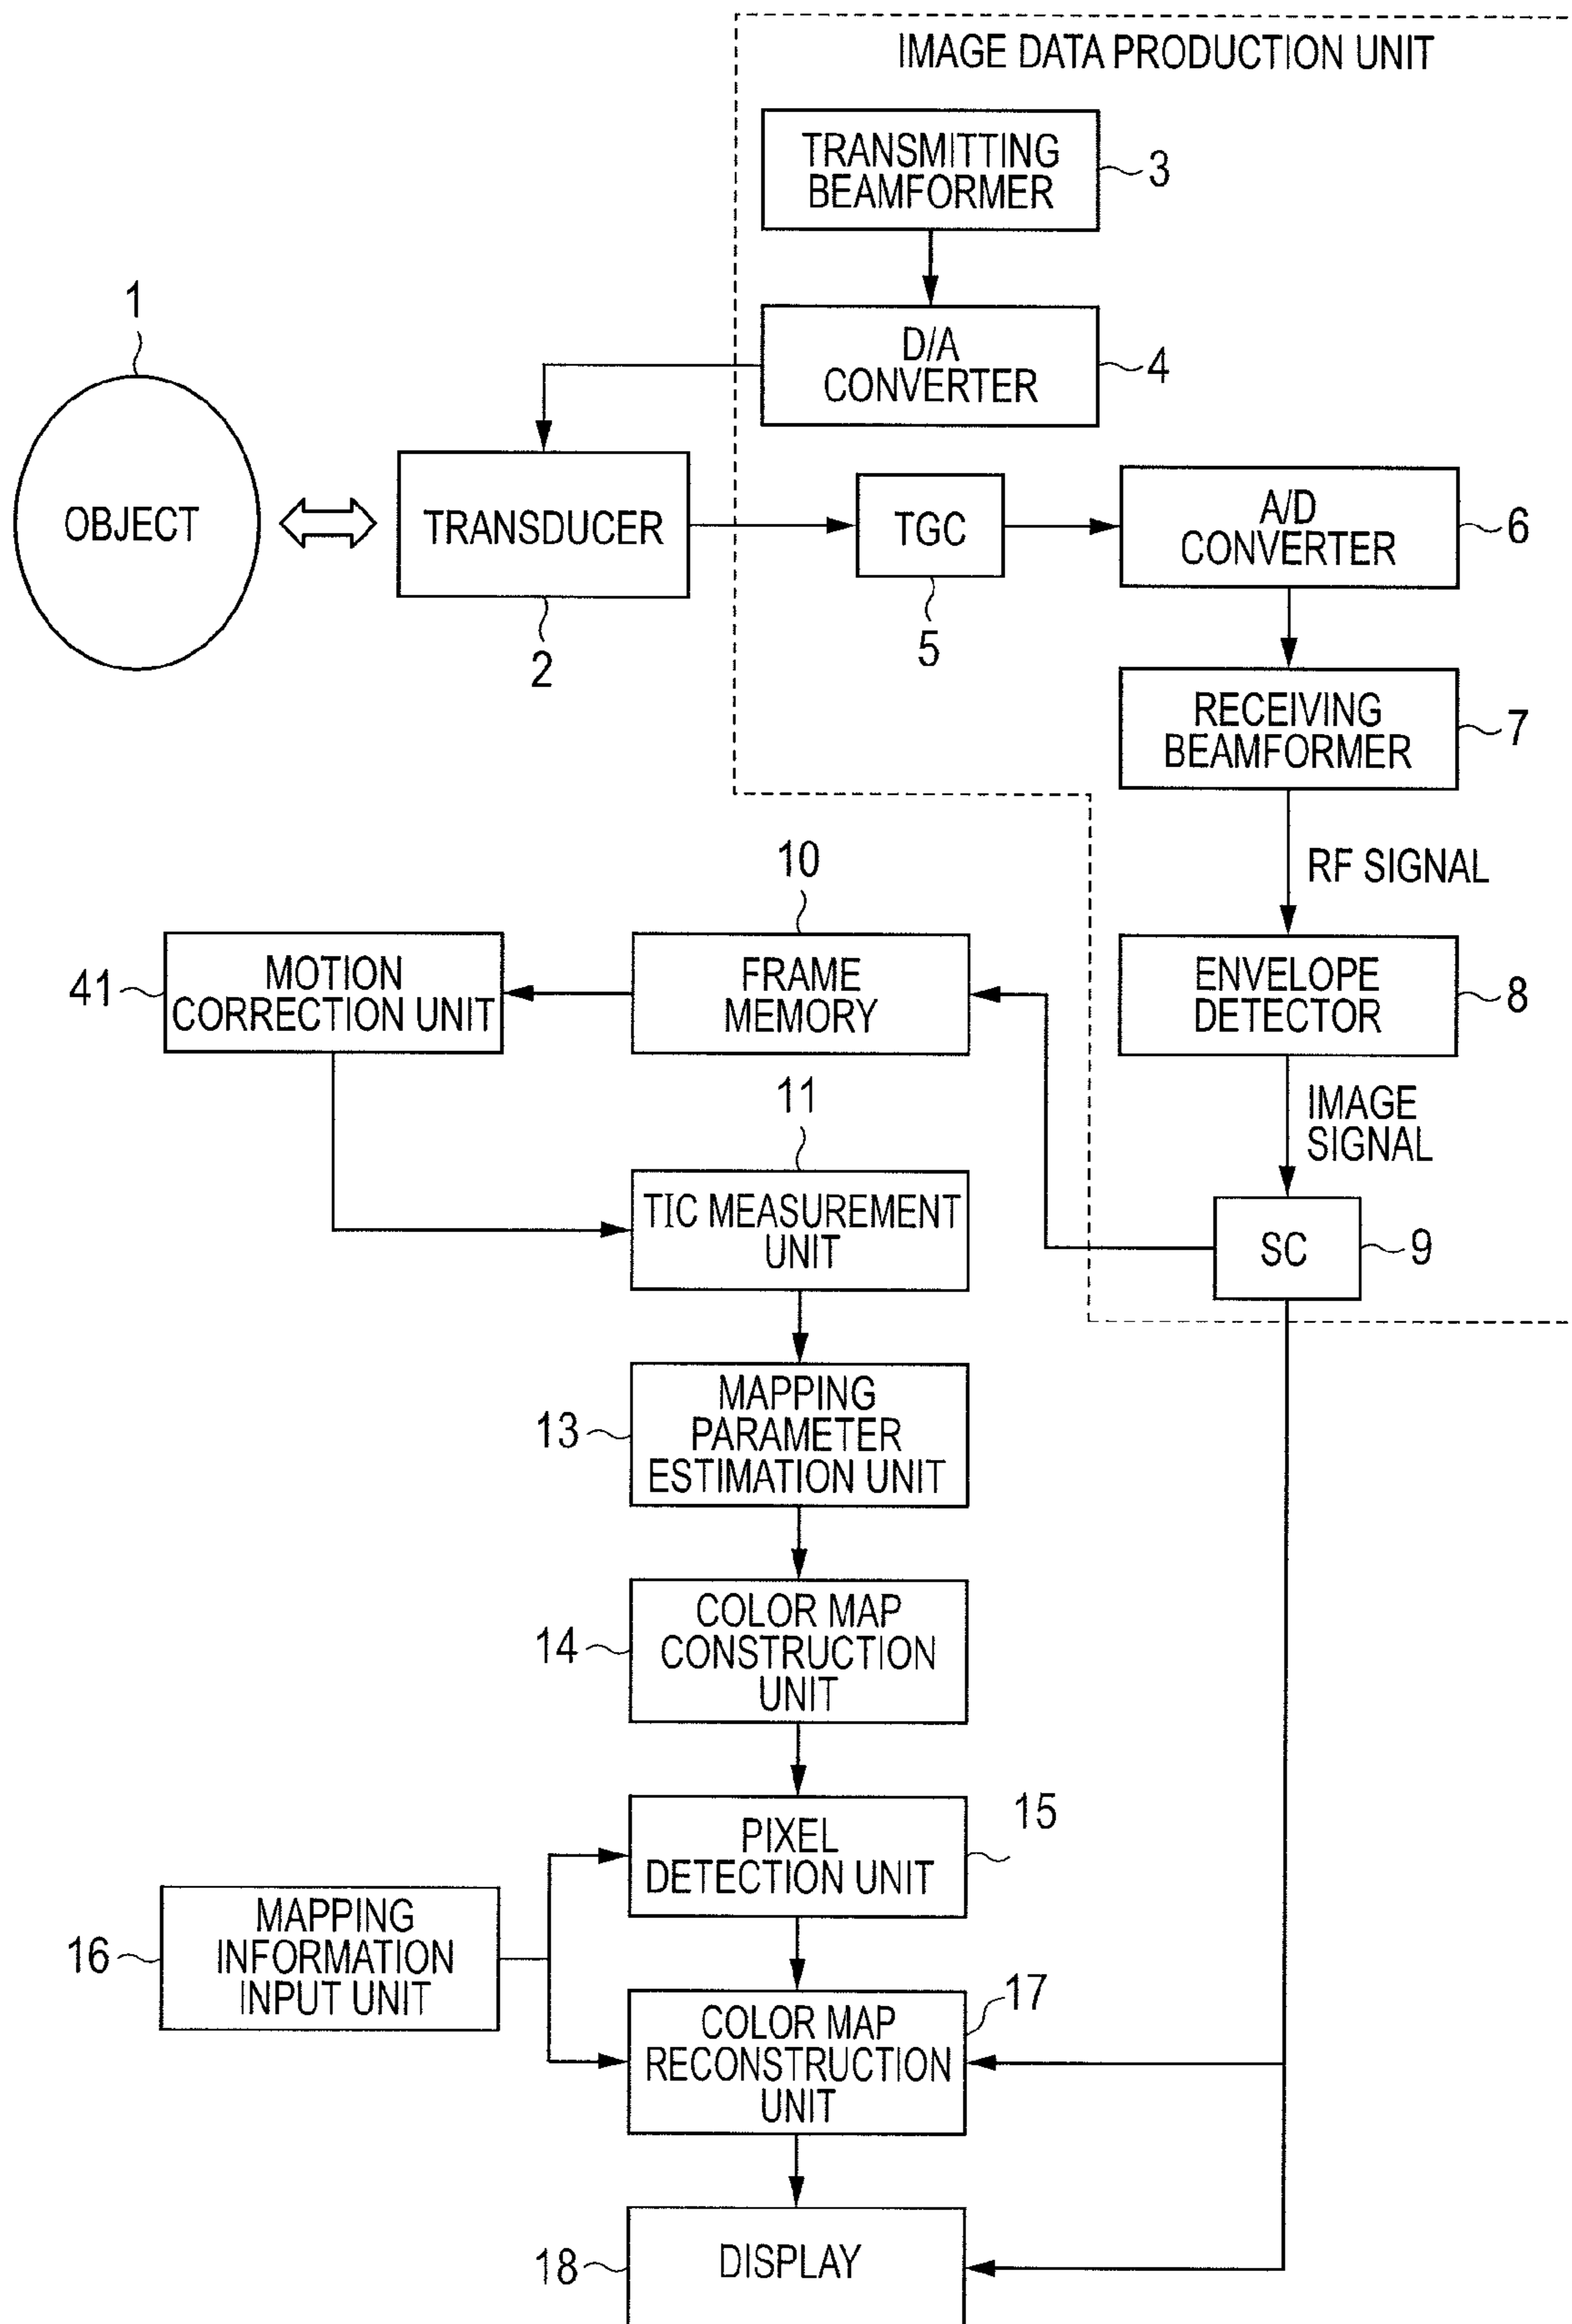 IMAGE DATA PRODUCTION UNIT
TRANSMITTING
BEAMFORMER
3
D/A
CONVERTER
4
1
OBJECT
TRANSDUCER
2
TGC
5
A/D
CONVERTER
6
RECEIVING
BEAMFORMER
7
RF SIGNAL
ENVELOPE
DETECTOR
8
IMAGE
SIGNAL
SC
9
10
FRAME
MEMORY
MOTION
CORRECTION UNIT
41
11
TIC MEASUREMENT
UNIT
MAPPING
PARAMETER
ESTIMATION UNIT
13
COLOR MAP
CONSTRUCTION
UNIT
14
PIXEL
DETECTION UNIT
15
MAPPING
INFORMATION
INPUT UNIT
16
COLOR MAP
RECONSTRUCTION
UNIT
17
DISPLAY
18